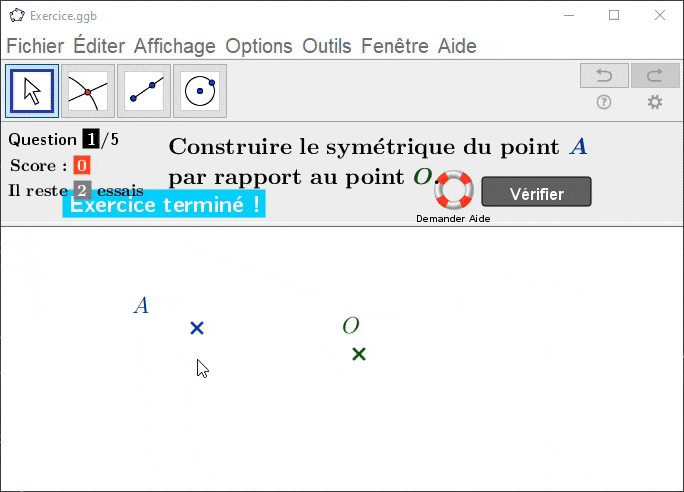 Exercice.ggb
Fichier Éditer Affichage Options Outils Fenêtre Aide
Question 1/5
Score : 0
Il reste 2 essais
Exercice terminé !
Construire le symétrique du point A
par rapport au point O.
Demander Aide
Vérifier
A
O